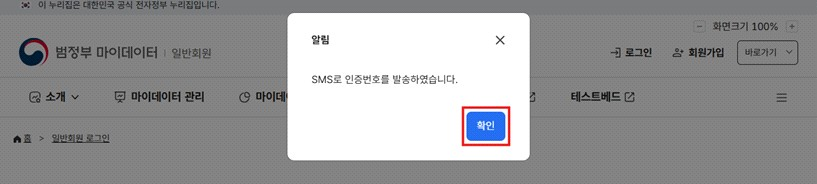 이 누리집은 대한민국 공식 전자정부 누리집입니다.
화면크기 100%
범정부 마이데이터 일반회원
로그인 회원가입 바로가기
알림
SMS로 인증번호를 발송하였습니다.
확인
소개 마이데이터 관리 테스트베드
홈 > 일반회원 로그인